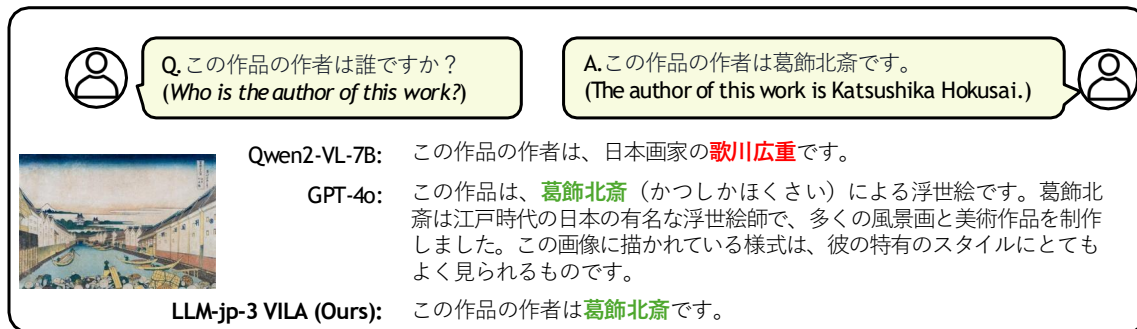 Q.この作品の作者は誰ですか？
(Who is the author of this work?)
A.この作品の作者は葛飾北斎です。
(The author of this work is Katsushika Hokusai.)
Qwen2-VL-7B: この作品の作者は、日本画家の歌川広重です。
GPT-4o: この作品は、葛飾北斎（かつしかほくさい）による浮世絵です。葛飾北
斎は江戸時代の日本の有名な浮世絵師で、多くの風景画と美術作品を制作
しました。この画像に描かれている様式は、彼の特有のスタイルにとても
よく見られるものです。
LLM-jp-3 VILA (Ours): この作品の作者は葛飾北斎です。